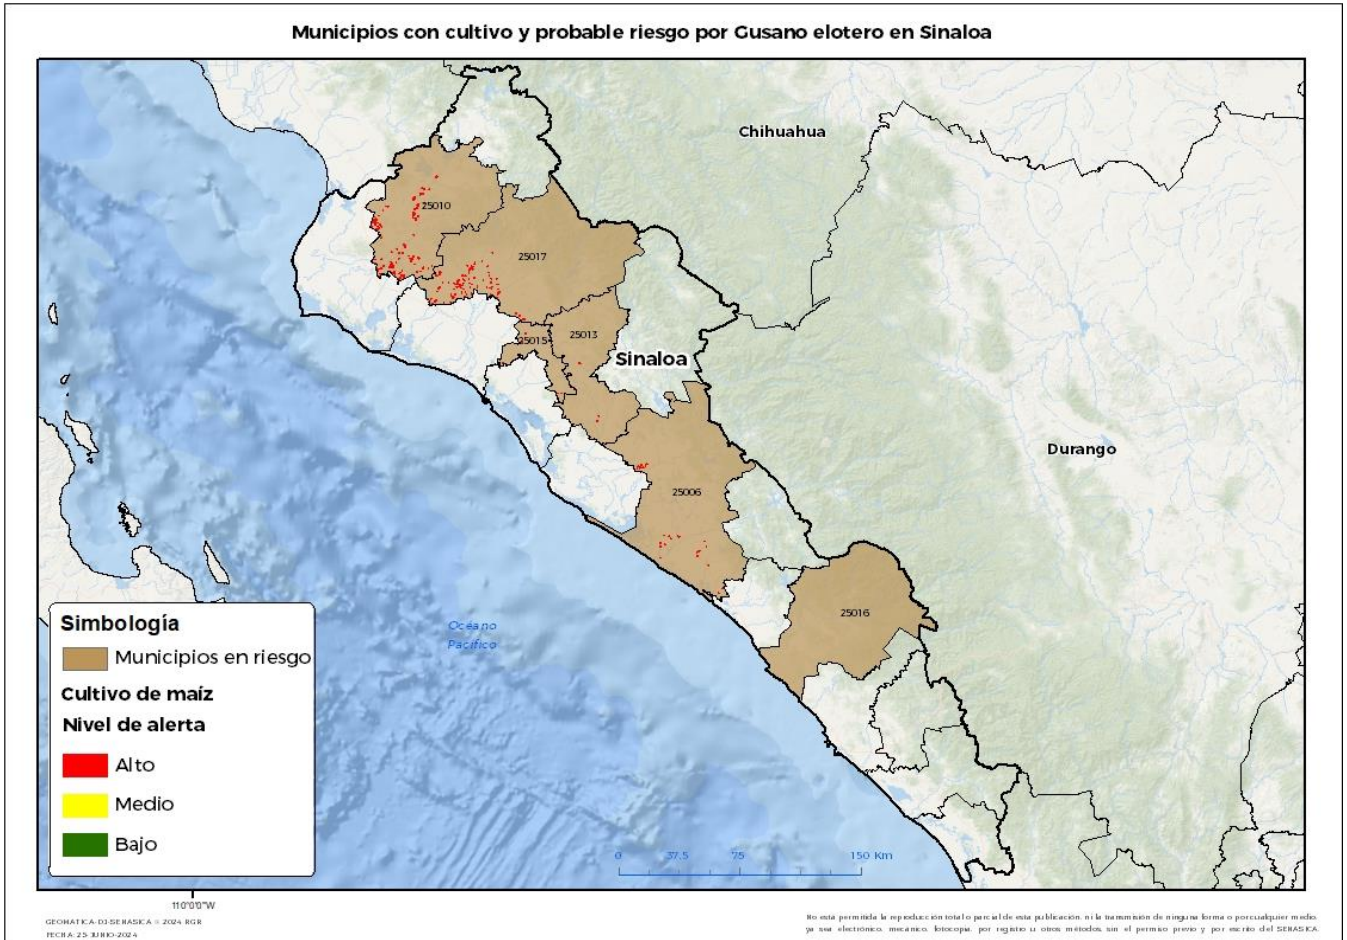 Municipios con cultivo y probable riesgo por Gusano elotero en Sinaloa
Chihuahua
25010
25017
25015
25013
Sinaloa
Durango
25006
25016
Océano
Pacífico
Simbología
Municipios en riesgo
Cultivo de maíz
Nivel de alerta
Alto
Medio
Bajo
0 37.5 75 150 Km
110°0'0"W
GEOMÁTICA-DJ-SENASICA © 2024 RGR
FECHA: 25-JUNIO-2024
No está permitida la reproducción total o parcial de esta publicación, ni la transmisión de ninguna forma o por cualquier medio,
ya sea electrónico, mecánico, fotocopia, por registro u otros métodos, sin el permiso previo y por escrito del SENASICA.